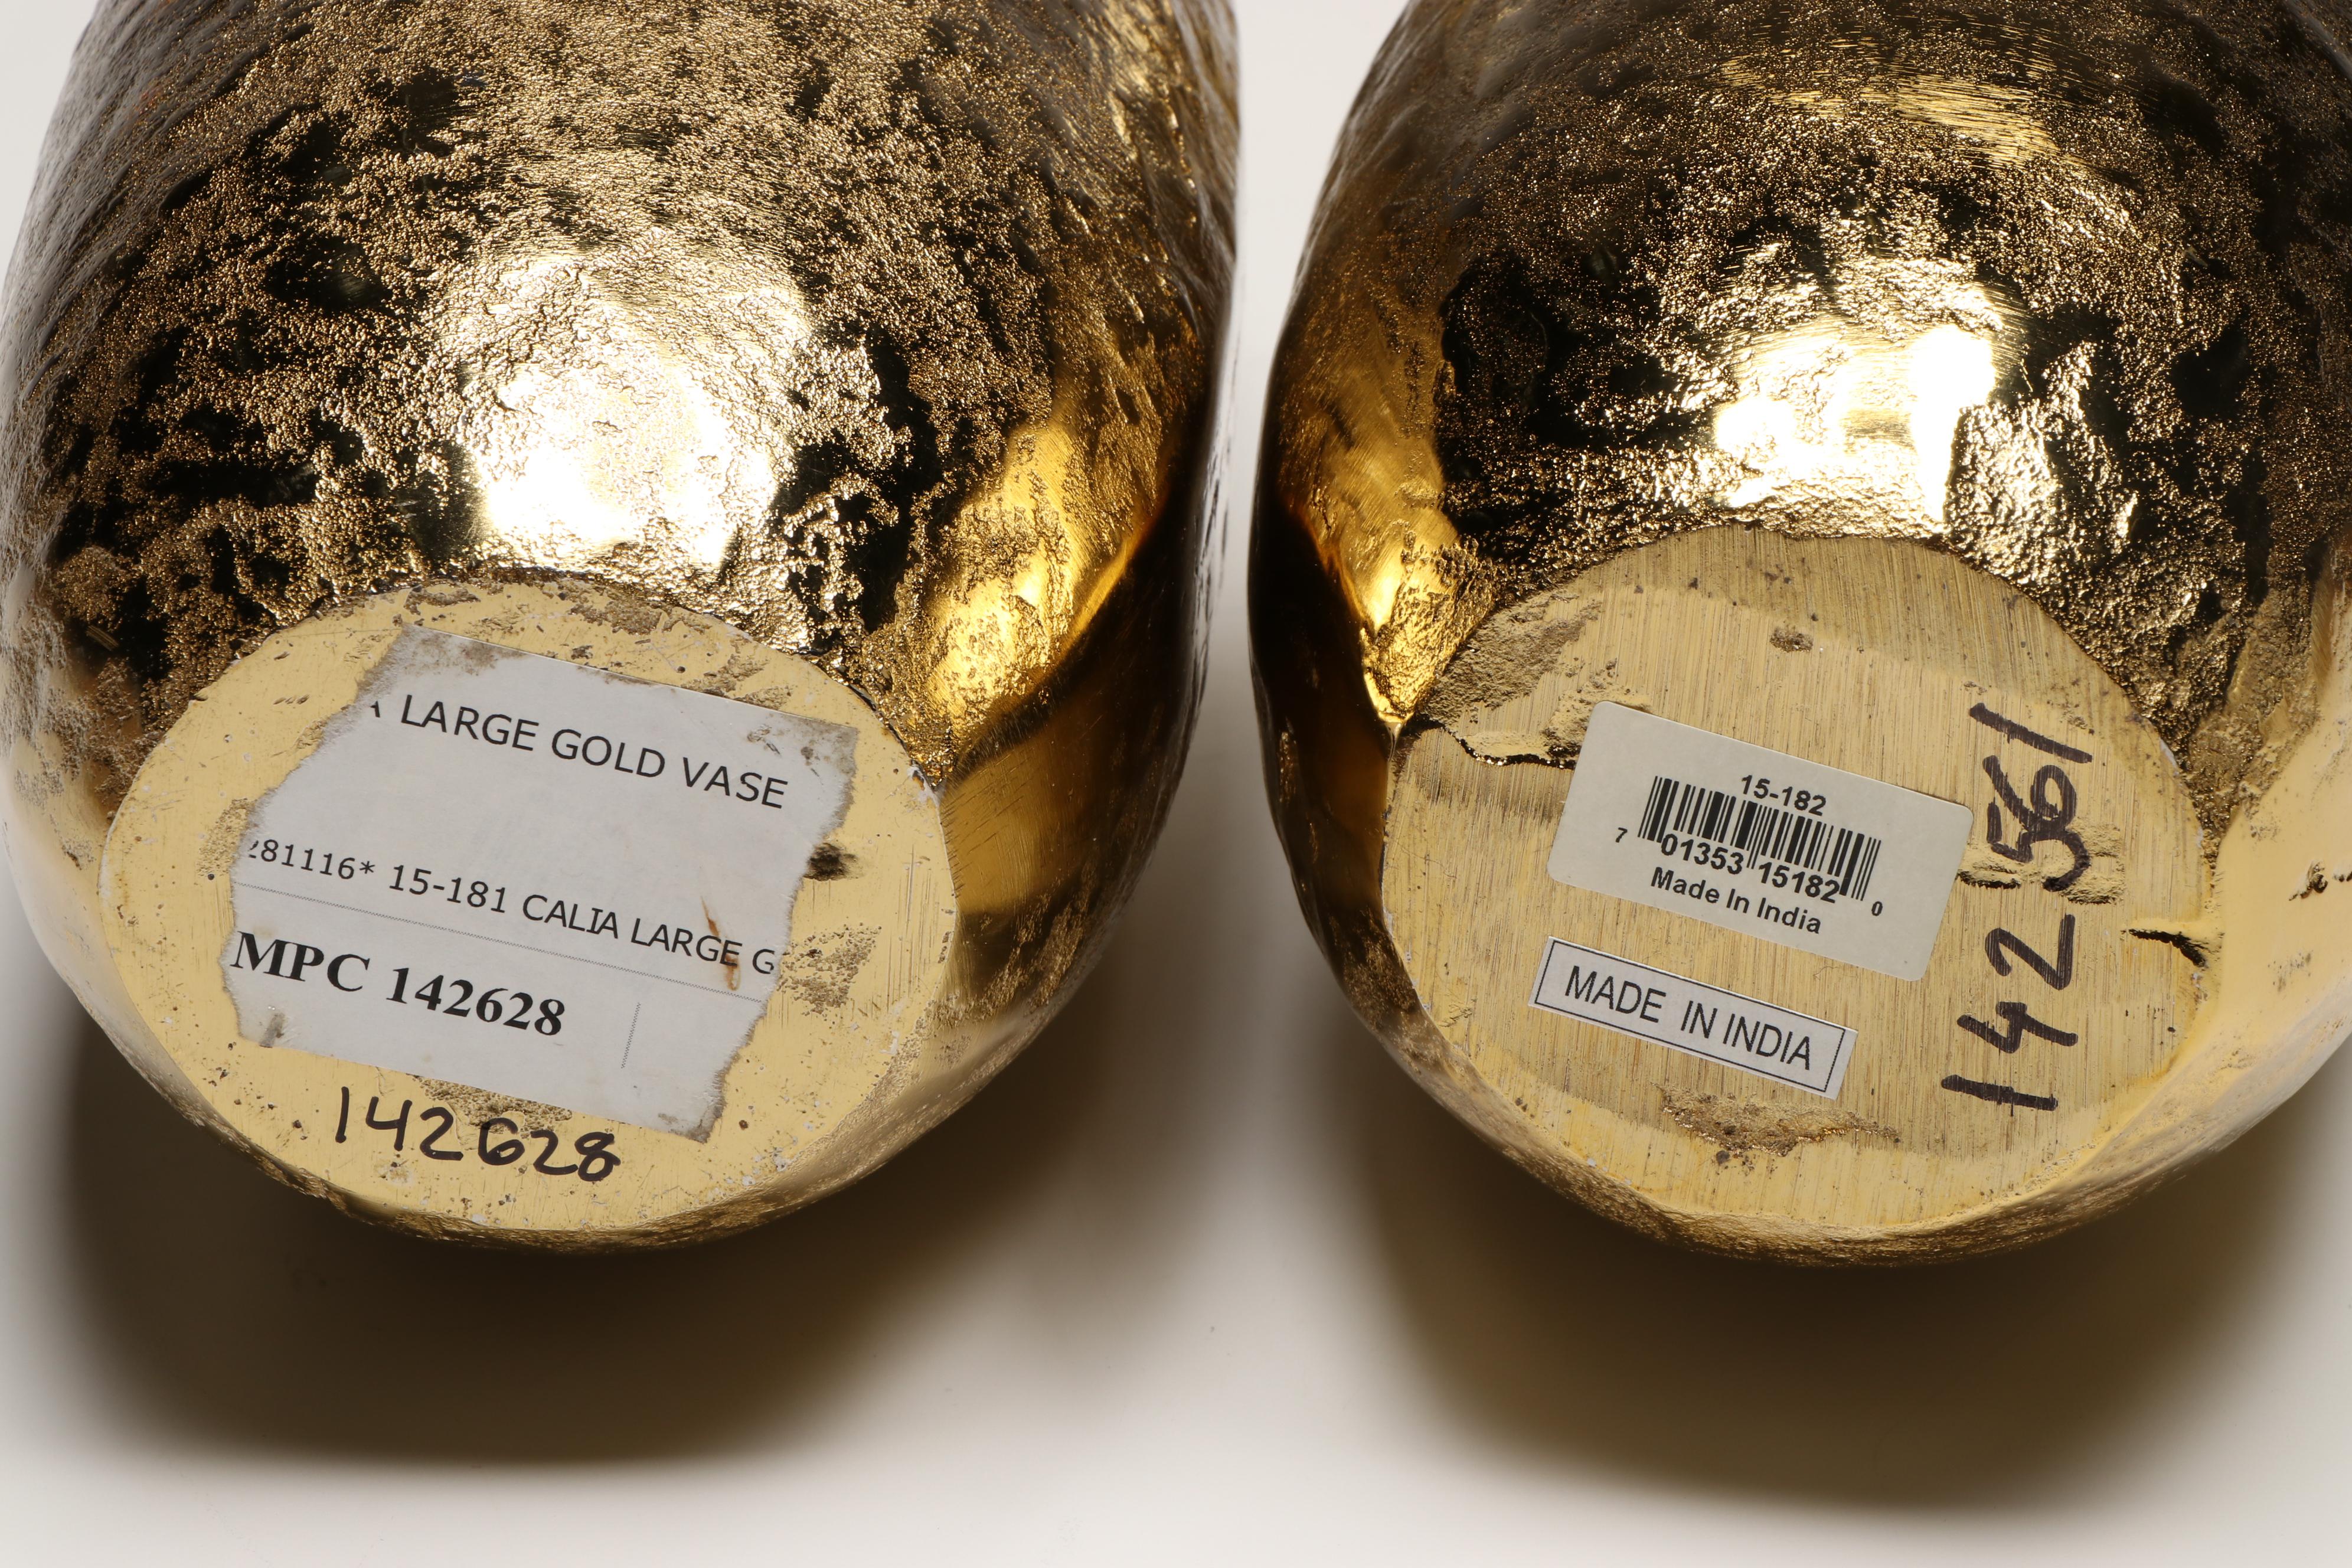 LARGE GOLD VASE
281116* 15-181 CALIA LARGE G
MPC 142628
142628
15-182
7 01353 15182 0
Made In India
MADE IN INDIA
142561